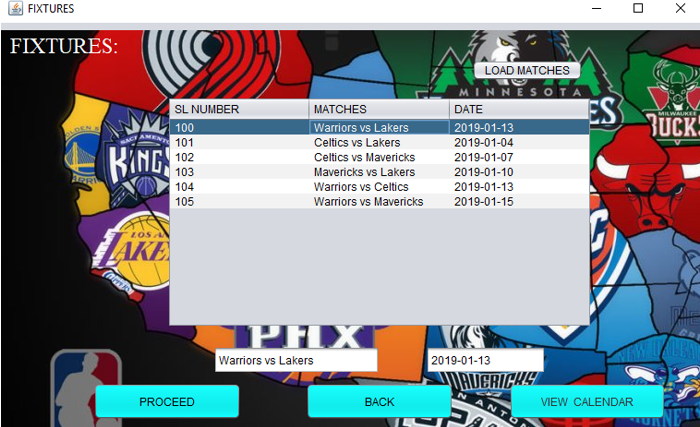 FIXTURES
FIXTURES:
LOAD MATCHES
MINNESOTA
SL NUMBER MATCHES DATE
100 Warriors vs Lakers 2019-01-13
101 Celtics vs Lakers 2019-01-04
102 Celtics vs Mavericks 2019-01-07
103 Mavericks vs Lakers 2019-01-10
104 Warriors vs Celtics 2019-01-13
105 Warriors vs Mavericks 2019-01-15
SACRAMENTO
KINGS
MILWAUKEE
BUCKS
LOS A
LAKE
PHX
Warriors vs Lakers 2019-01-13
MAVERICKS
PROCEED BACK VIEW CALENDAR
AN ANTON